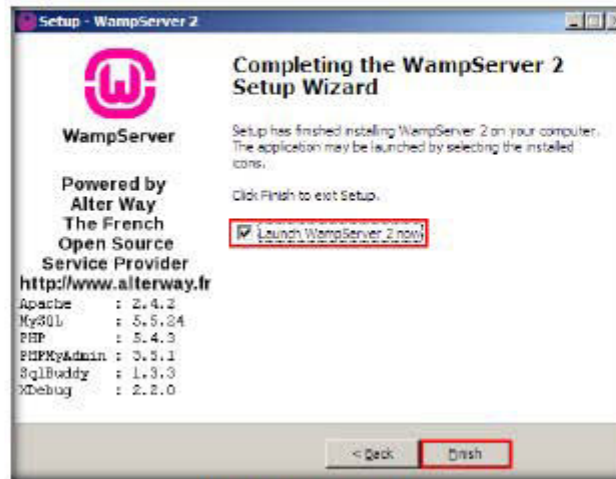 Setup - WampServer 2
WampServer
Powered by
Alter Way
The French
Open Source
Service Provider
http://www.alterway.fr
Apache : 2.4.2
MySQL : 5.5.24
PHP : 5.4.3
PHPMyAdmin : 3.5.1
SqlBuddy : 1.3.3
XDebug : 2.2.0
Completing the WampServer 2
Setup Wizard
Setup has finished installing WampServer 2 on your computer.
The application may be launched by selecting the installed
icons.
Click Finish to exit Setup.
Launch WampServer 2 now
< Back
Finish